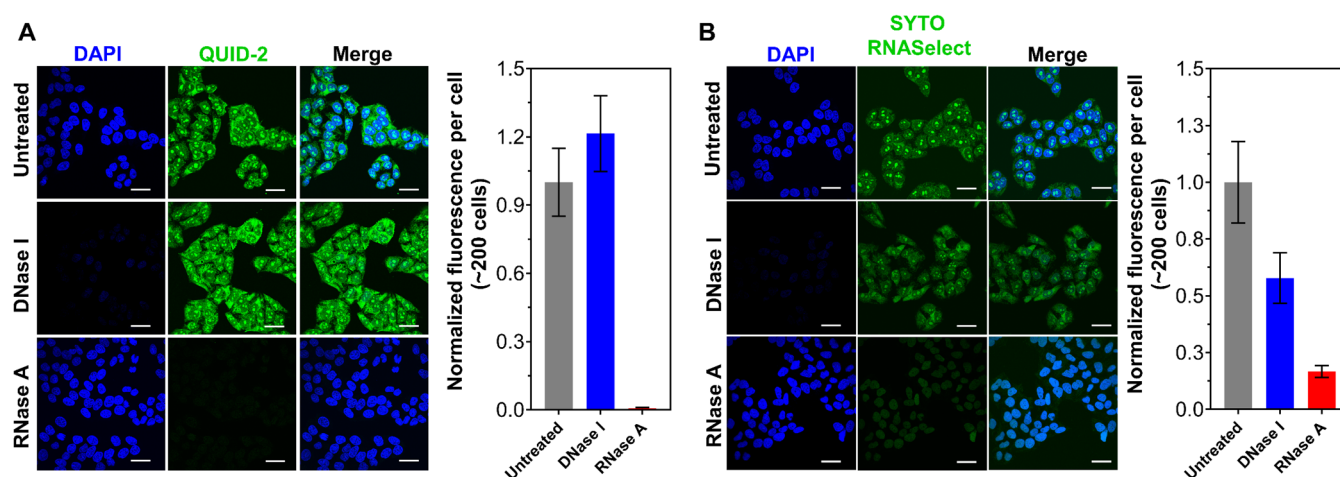 A
DAPI
QUID-2
Merge
Untreated
DNase I
RNase A
Normalized fluorescence per cell
(~200 cells)
1.5
1.2
0.9
0.6
0.3
0.0
Untreated
DNase I
RNase A
B
DAPI
SYTO
RNASelect
Merge
Untreated
DNase I
RNase A
Normalized fluorescence per cell
(~200 cells)
1.5
1.3
1.0
0.8
0.5
0.3
0.0
Untreated
DNase I
RNase A